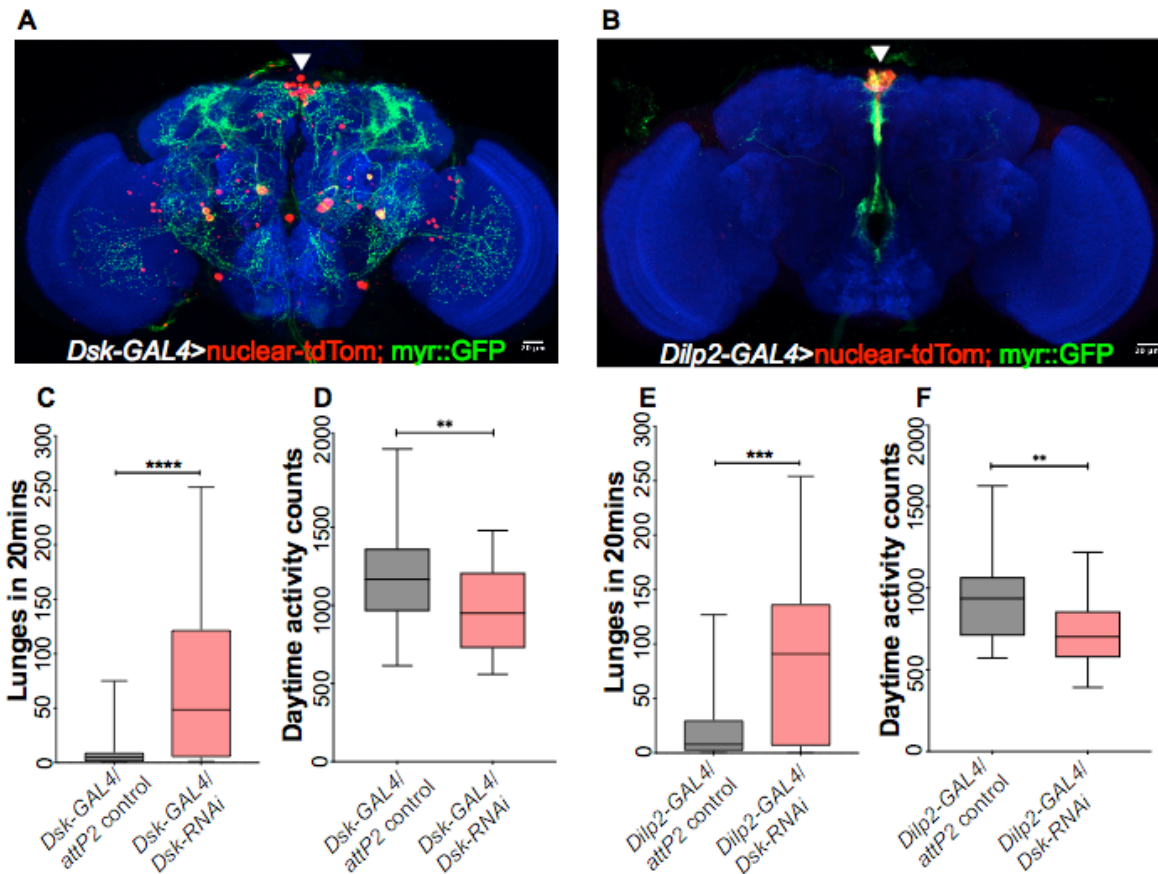 A
B
Dsk-GAL4>nuclear-tdTom; myr::GFP
20 µm
Dilp2-GAL4>nuclear-tdTom; myr::GFP
20 µm
C
D
E
F
Lunges in 20mins
300
250
200
150
100
50
0
****
Dsk-GAL4/
attP2 control
Dsk-GAL4/
Dsk-RNAi
Daytime activity counts
2000
1500
1000
500
0
**
Dsk-GAL4/
attP2 control
Dsk-GAL4/
Dsk-RNAi
Lunges in 20mins
300
250
200
150
100
50
0
***
Dilp2-GAL4/
attP2 control
Dilp2-GAL4/
Dsk-RNAi
Daytime activity counts
2000
1500
1000
500
0
**
Dilp2-GAL4/
attP2 control
Dilp2-GAL4/
Dsk-RNAi